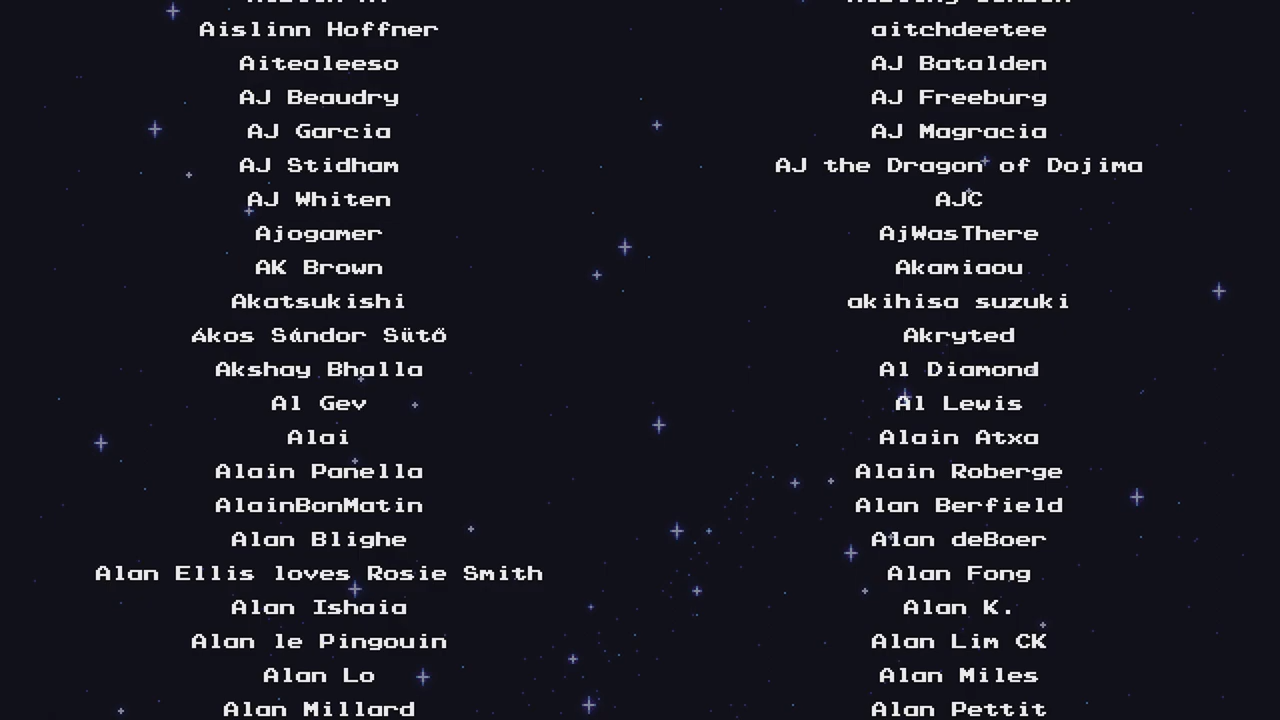 Aislinn Hoffner
aitchdeetee
Aitealeeso
AJ Batalden
AJ Beaudry
AJ Freeburg
AJ Garcia
AJ Magracia
AJ Stidham
AJ the Dragon of Dojima
AJ Whiten
AJC
Ajogamer
AjWasThere
AK Brown
Akamiaou
Akatsukishi
akihisa suzuki
Ákos Sándor Sütő
Akryted
Akshay Bhalla
Al Diamond
Al Gev
Al Lewis
Alai
Alain Atxa
Alain Panella
Alain Roberge
AlainBonMatin
Alan Berfield
Alan Blighe
Alan deBoer
Alan Ellis loves Rosie Smith
Alan Fong
Alan Ishaia
Alan K.
Alan le Pingouin
Alan Lim CK
Alan Lo
Alan Miles
Alan Millard
Alan Pettit